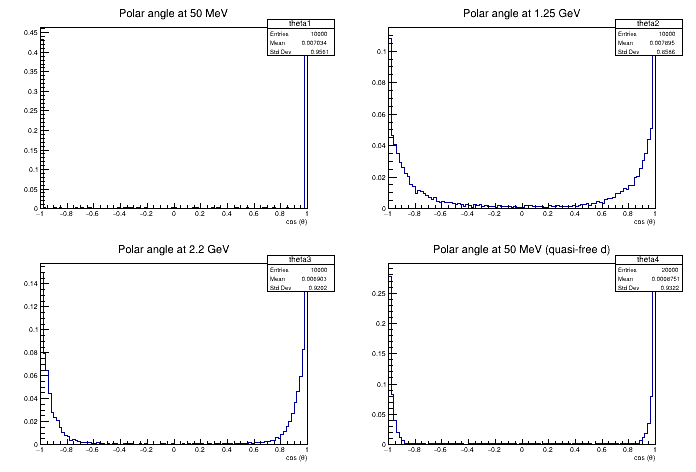 Polar angle at 50 MeV
theta1
Entries 10000
Mean 0.007034
Std Dev 0.9561
0.45
0.4
0.35
0.3
0.25
0.2
0.15
0.1
0.05
0
−1 −0.8 −0.6 −0.4 −0.2 0 0.2 0.4 0.6 0.8 1
cos (θ)
Polar angle at 1.25 GeV
theta2
Entries 10000
Mean 0.007895
Std Dev 0.8586
0.1
0.08
0.06
0.04
0.02
0
−1 −0.8 −0.6 −0.4 −0.2 0 0.2 0.4 0.6 0.8 1
cos (θ)
Polar angle at 2.2 GeV
theta3
Entries 10000
Mean 0.006903
Std Dev 0.9202
0.14
0.12
0.1
0.08
0.06
0.04
0.02
0
−1 −0.8 −0.6 −0.4 −0.2 0 0.2 0.4 0.6 0.8 1
cos (θ)
Polar angle at 50 MeV (quasi-free d)
theta4
Entries 20000
Mean 0.0006751
Std Dev 0.9322
0.25
0.2
0.15
0.1
0.05
0
−1 −0.8 −0.6 −0.4 −0.2 0 0.2 0.4 0.6 0.8 1
cos (θ)